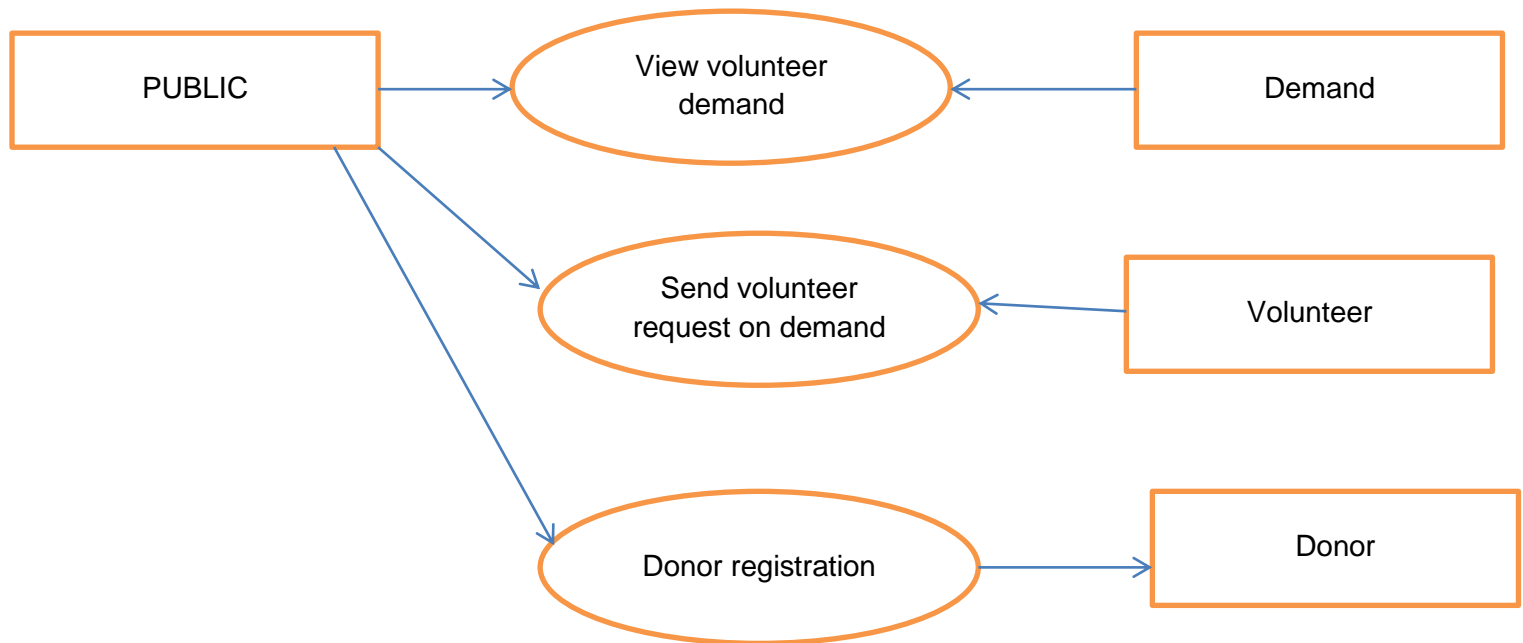 PUBLIC
View volunteer
demand
Demand
Send volunteer
request on demand
Volunteer
Donor registration
Donor